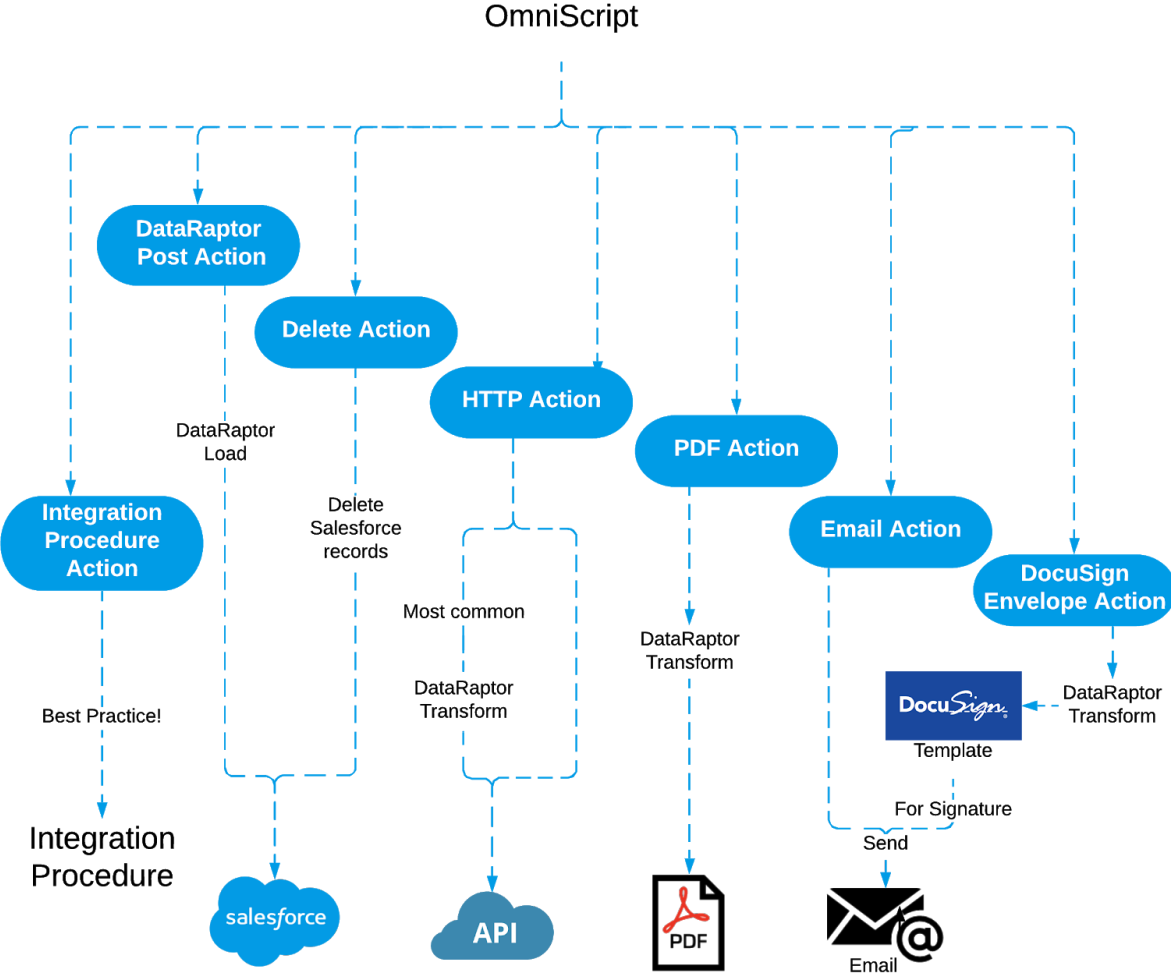 OmniScript
DataRaptor
Post Action
Delete Action
HTTP Action
PDF Action
DataRaptor
Load
Integration
Procedure
Action
Delete
Salesforce
records
Email Action
DocuSign
Envelope Action
Most common
DataRaptor
Transform
DataRaptor
Transform
DocuSign
DataRaptor
Transform
Best Practice!
Template
For Signature
Send
Integration
Procedure
salesforce
API
PDF
@
Email